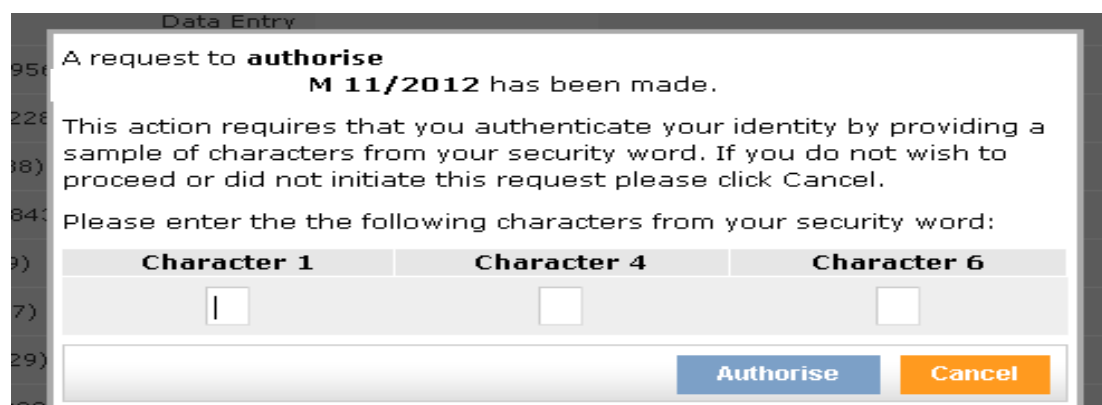 Data Entry
A request to authorise
M 11/2012 has been made.
This action requires that you authenticate your identity by providing a
sample of characters from your security word. If you do not wish to
proceed or did not initiate this request please click Cancel.
Please enter the the following characters from your security word:
Character 1 Character 4 Character 6
Authorise Cancel